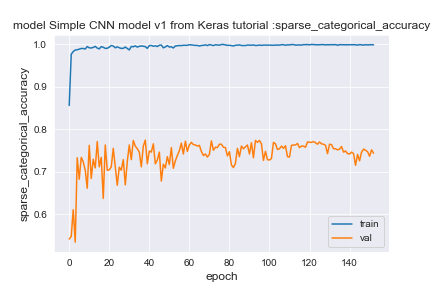 model Simple CNN model v1 from Keras tutorial :sparse_categorical_accuracy
1.0
0.9
0.8
0.7
0.6
sparse_categorical_accuracy
0 20 40 60 80 100 120 140
epoch
train
val